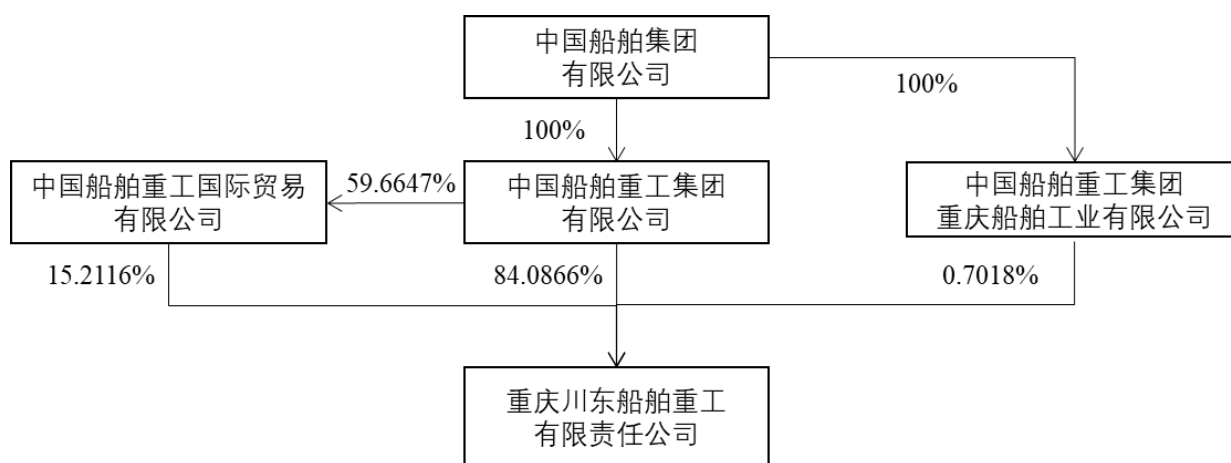 中国船舶集团
有限公司
100%
100%
中国船舶重工国际贸易
有限公司
59.6647%
中国船舶重工集团
有限公司
中国船舶重工集团
重庆船舶工业有限公司
15.2116%
84.0866%
0.7018%
重庆川东船舶重工
有限责任公司